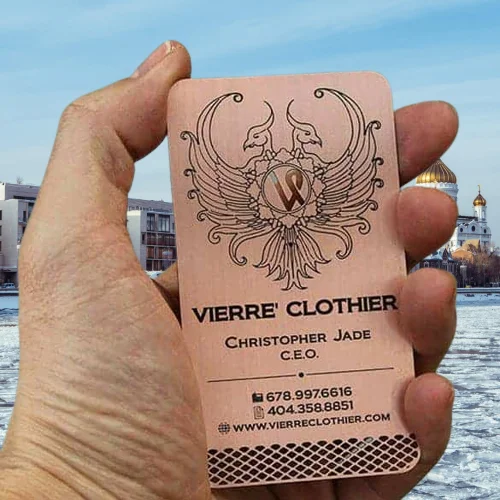 W
VIERRE' CLOTHIER
CHRISTOPHER JADE
C.E.O.
678.997.6616
404.358.8851
WWW.VIERRECLOTHIER.COM